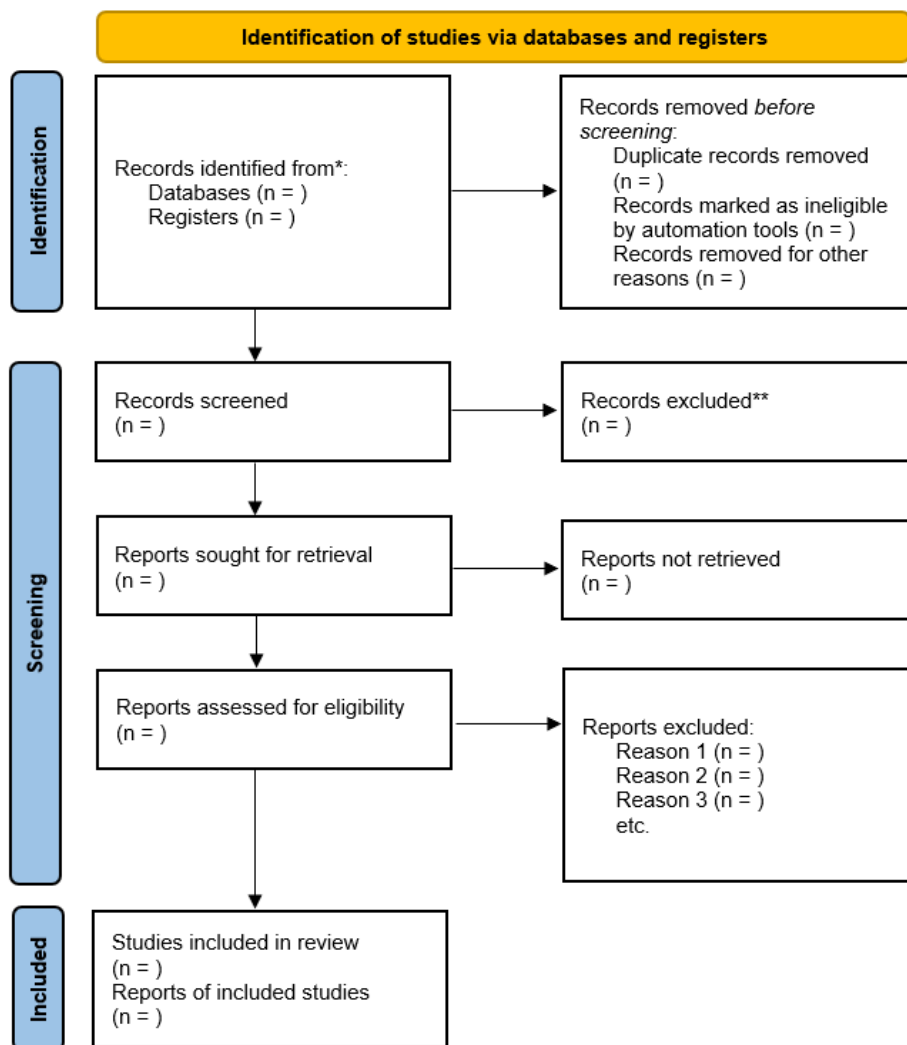 Identification of studies via databases and registers
Identification
Records identified from*:
Databases (n = )
Registers (n = )
Records removed before
screening:
Duplicate records removed
(n = )
Records marked as ineligible
by automation tools (n = )
Records removed for other
reasons (n = )
Screening
Records screened
(n = )
Records excluded**
(n = )
Reports sought for retrieval
(n = )
Reports not retrieved
(n = )
Reports assessed for eligibility
(n = )
Reports excluded:
Reason 1 (n = )
Reason 2 (n = )
Reason 3 (n = )
etc.
Included
Studies included in review
(n = )
Reports of included studies
(n = )